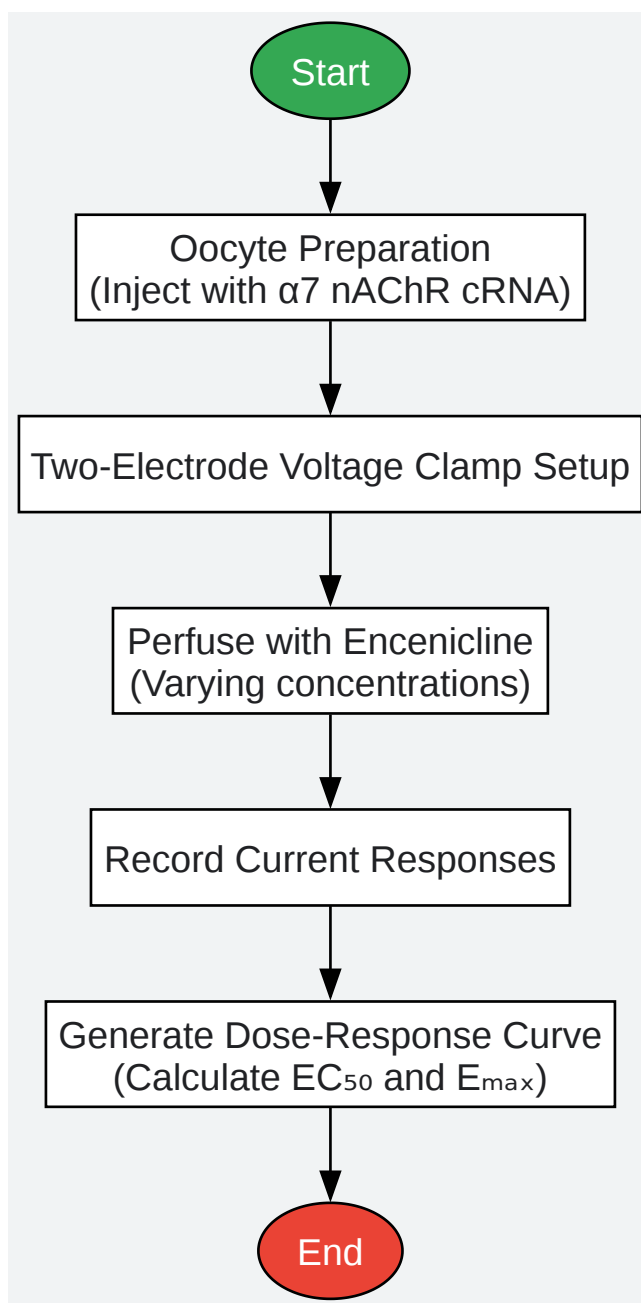 Start
Oocyte Preparation
(Inject with α7 nAChR cRNA)
Two-Electrode Voltage Clamp Setup
Perfuse with Encenicline
(Varying concentrations)
Record Current Responses
Generate Dose-Response Curve
(Calculate EC₅₀ and Eₘₐₓ)
End